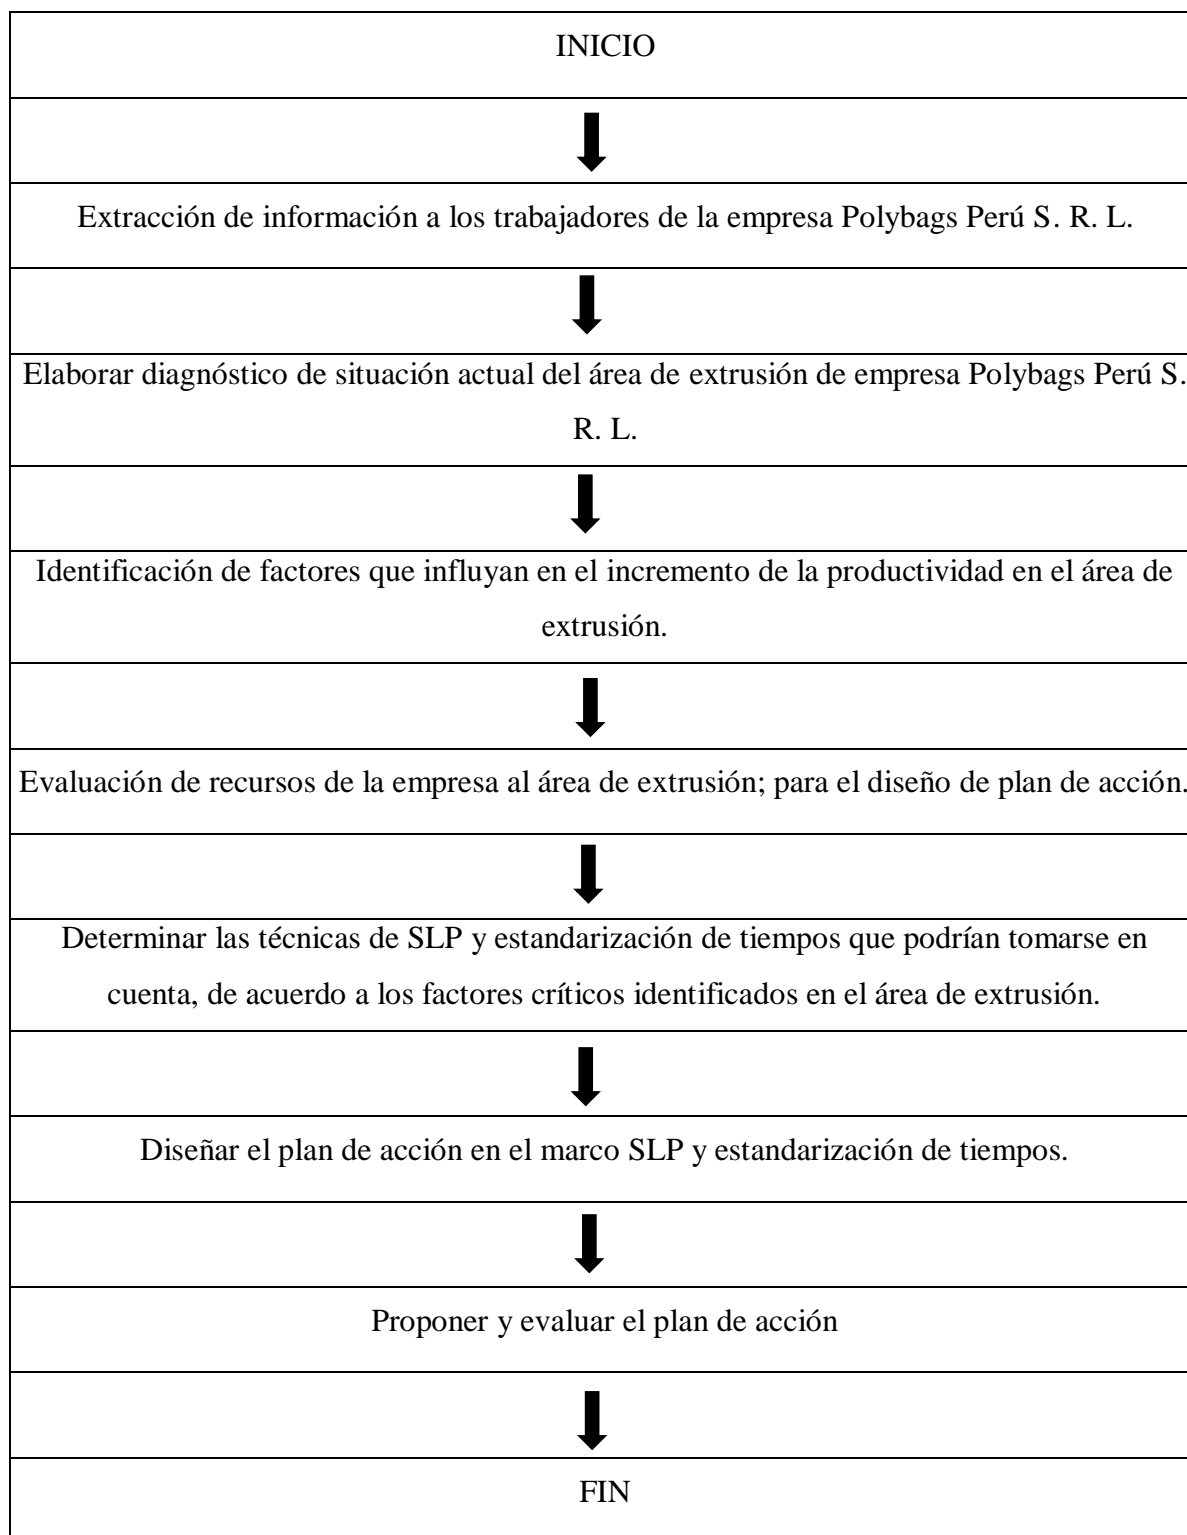 INICIO
Extracción de información a los trabajadores de la empresa Polybags Perú S. R. L.
Elaborar diagnóstico de situación actual del área de extrusión de empresa Polybags Perú S.
R. L.
Identificación de factores que influyan en el incremento de la productividad en el área de
extrusión.
Evaluación de recursos de la empresa al área de extrusión; para el diseño de plan de acción.
Determinar las técnicas de SLP y estandarización de tiempos que podrían tomarse en
cuenta, de acuerdo a los factores críticos identificados en el área de extrusión.
Diseñar el plan de acción en el marco SLP y estandarización de tiempos.
Proponer y evaluar el plan de acción
FIN